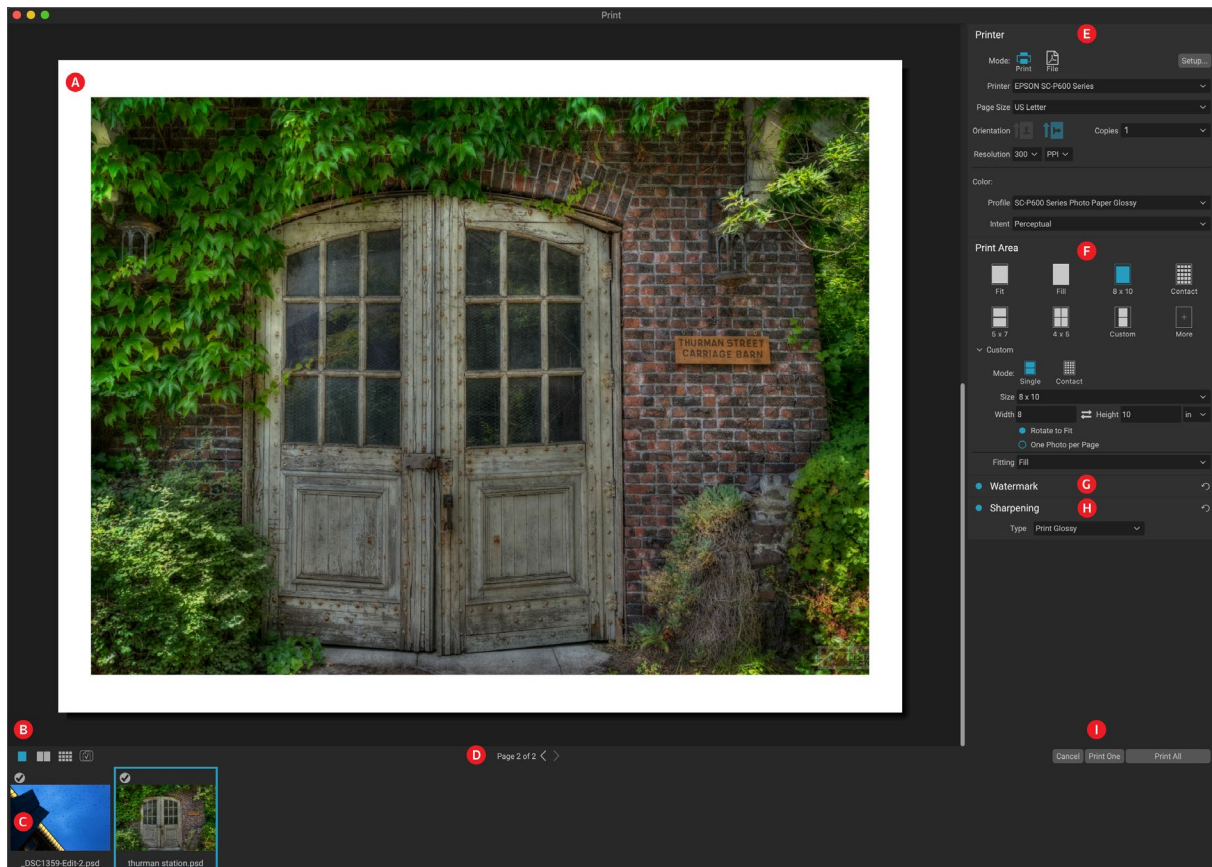 Print
A
E
Printer
Mode: Print File Setup...
Printer EPSON SC-P600 Series
Page Size US Letter
Orientation Copies 1
Resolution 300 PPI
Color:
Profile SC-P600 Series Photo Paper Glossy
Intent Perceptual
Print Area F
Fit Fill 8 x 10 Contact
5 x 7 4 x 5 Custom More
Custom
Mode: Single Contact
Size 8 x 10
Width 8 Height 10 in
Rotate to Fit
One Photo per Page
Fitting Fill
Watermark G
Sharpening H
Type Print Glossy
THURMAN STREET
CARRIAGE BARN
B
D Page 2 of 2
I
Cancel Print One Print All
C
_DSC1359-Edit-2.psd thurman station.psd